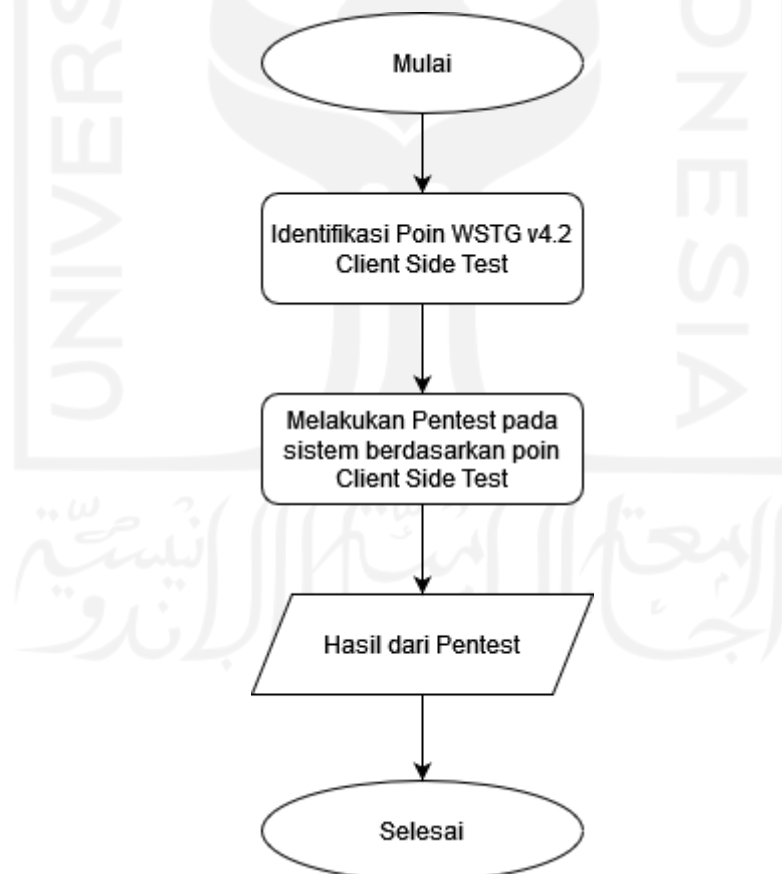 Mulai
Identifikasi Poin WSTG v4.2
Client Side Test
Melakukan Pentest pada
sistem berdasarkan poin
Client Side Test
Hasil dari Pentest
Selesai